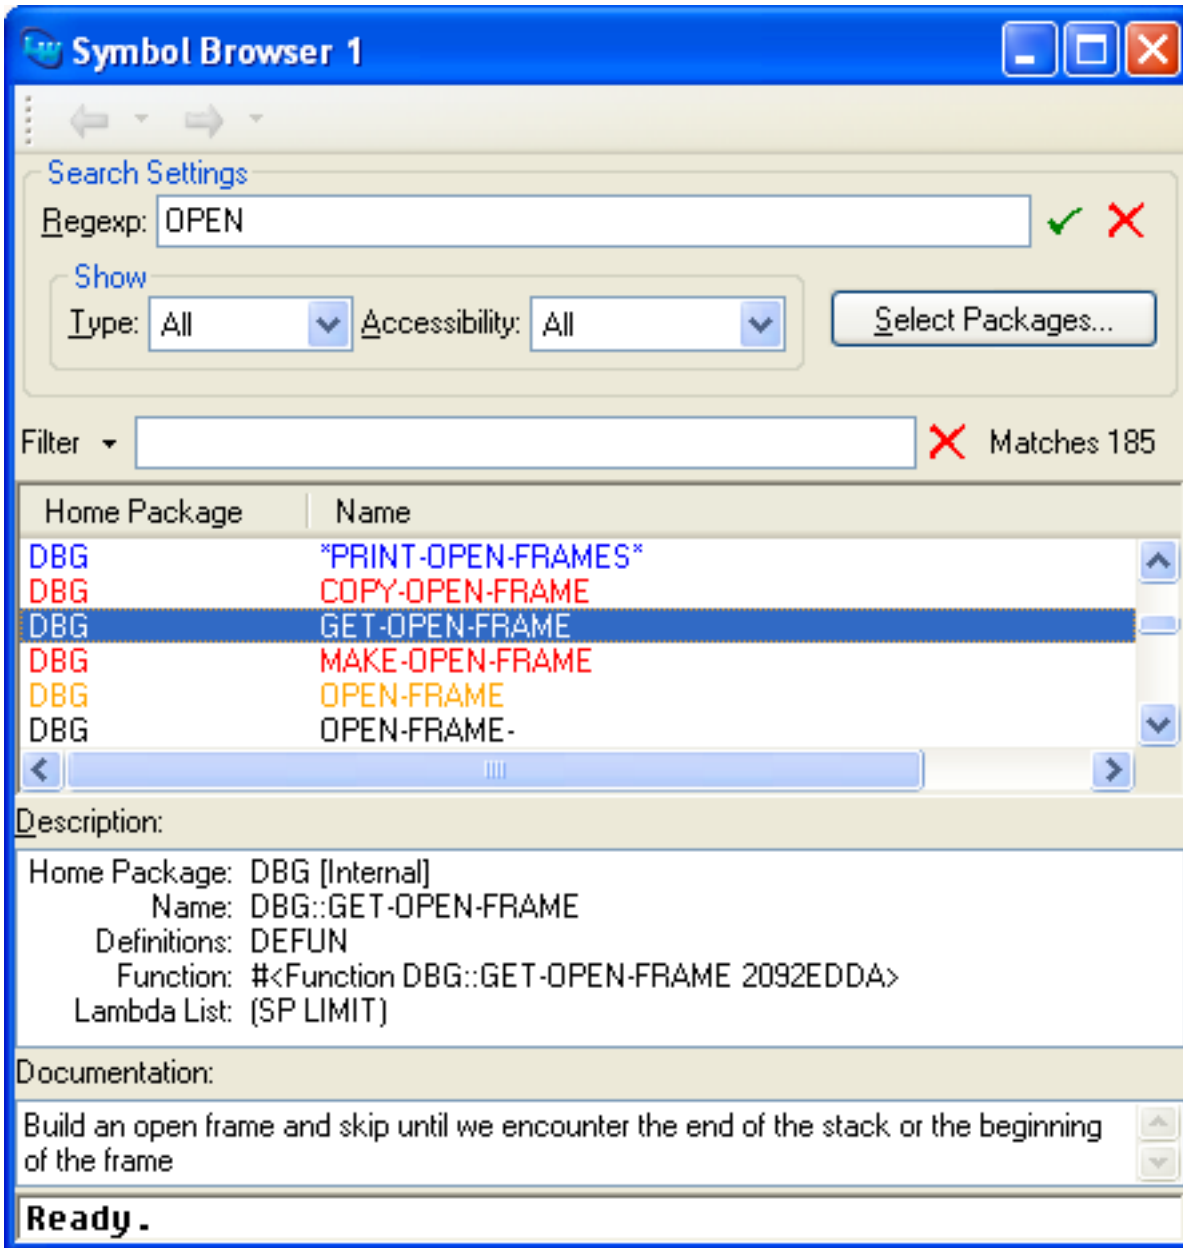 LW Symbol Browser 1
Search Settings
Regexp: OPEN
Show
Type: All Accessibility: All Select Packages...
Filter Matches 185
Home Package Name
DBG *PRINT-OPEN-FRAMES*
DBG COPY-OPEN-FRAME
DBG GET-OPEN-FRAME
DBG MAKE-OPEN-FRAME
DBG OPEN-FRAME
DBG OPEN-FRAME-
Description:
Home Package: DBG [Internal]
Name: DBG::GET-OPEN-FRAME
Definitions: DEFUN
Function: #<Function DBG::GET-OPEN-FRAME 2092EDDA>
Lambda List: (SP LIMIT)
Documentation:
Build an open frame and skip until we encounter the end of the stack or the beginning
of the frame
Ready.